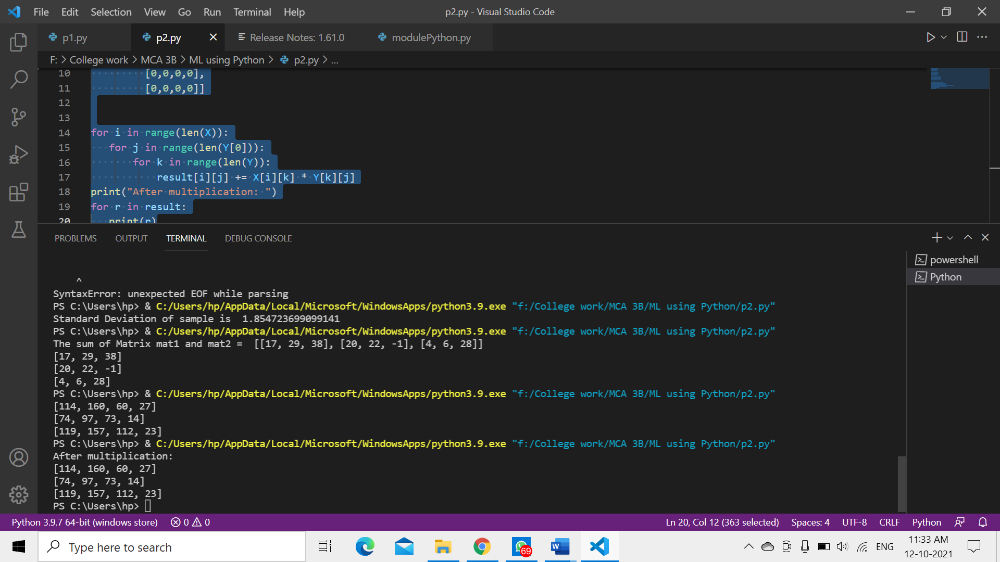 File Edit Selection View Go Run Terminal Help p2.py - Visual Studio Code
p1.py p2.py Release Notes: 1.61.0 modulePython.py
F: > College work > MCA 3B > ML using Python > p2.py > ...
10 [0,0,0,0],
11 [0,0,0,0]]
12
13
14 for i in range(len(X)):
15 for j in range(len(Y[0])):
16 for k in range(len(Y)):
17 result[i][j] += X[i][k] * Y[k][j]
18 print("After multiplication: ")
19 for r in result:
20 print(r)
PROBLEMS OUTPUT TERMINAL DEBUG CONSOLE
powershell
Python
^
SyntaxError: unexpected EOF while parsing
PS C:\Users\hp> & C:/Users/hp/AppData/Local/Microsoft/WindowsApps/python3.9.exe "f:/College work/MCA 3B/ML using Python/p2.py"
Standard Deviation of sample is  1.854723699099141
PS C:\Users\hp> & C:/Users/hp/AppData/Local/Microsoft/WindowsApps/python3.9.exe "f:/College work/MCA 3B/ML using Python/p2.py"
The sum of Matrix mat1 and mat2 =  [[17, 29, 38], [20, 22, -1], [4, 6, 28]]
[17, 29, 38]
[20, 22, -1]
[4, 6, 28]
PS C:\Users\hp> & C:/Users/hp/AppData/Local/Microsoft/WindowsApps/python3.9.exe "f:/College work/MCA 3B/ML using Python/p2.py"
[114, 160, 60, 27]
[74, 97, 73, 14]
[119, 157, 112, 23]
PS C:\Users\hp> & C:/Users/hp/AppData/Local/Microsoft/WindowsApps/python3.9.exe "f:/College work/MCA 3B/ML using Python/p2.py"
After multiplication:
[114, 160, 60, 27]
[74, 97, 73, 14]
[119, 157, 112, 23]
PS C:\Users\hp>
Python 3.9.7 64-bit (windows store) 0 0 Ln 20, Col 12 (363 selected) Spaces: 4 UTF-8 CRLF Python
Type here to search 69 W ENG 11:33 AM
12-10-2021